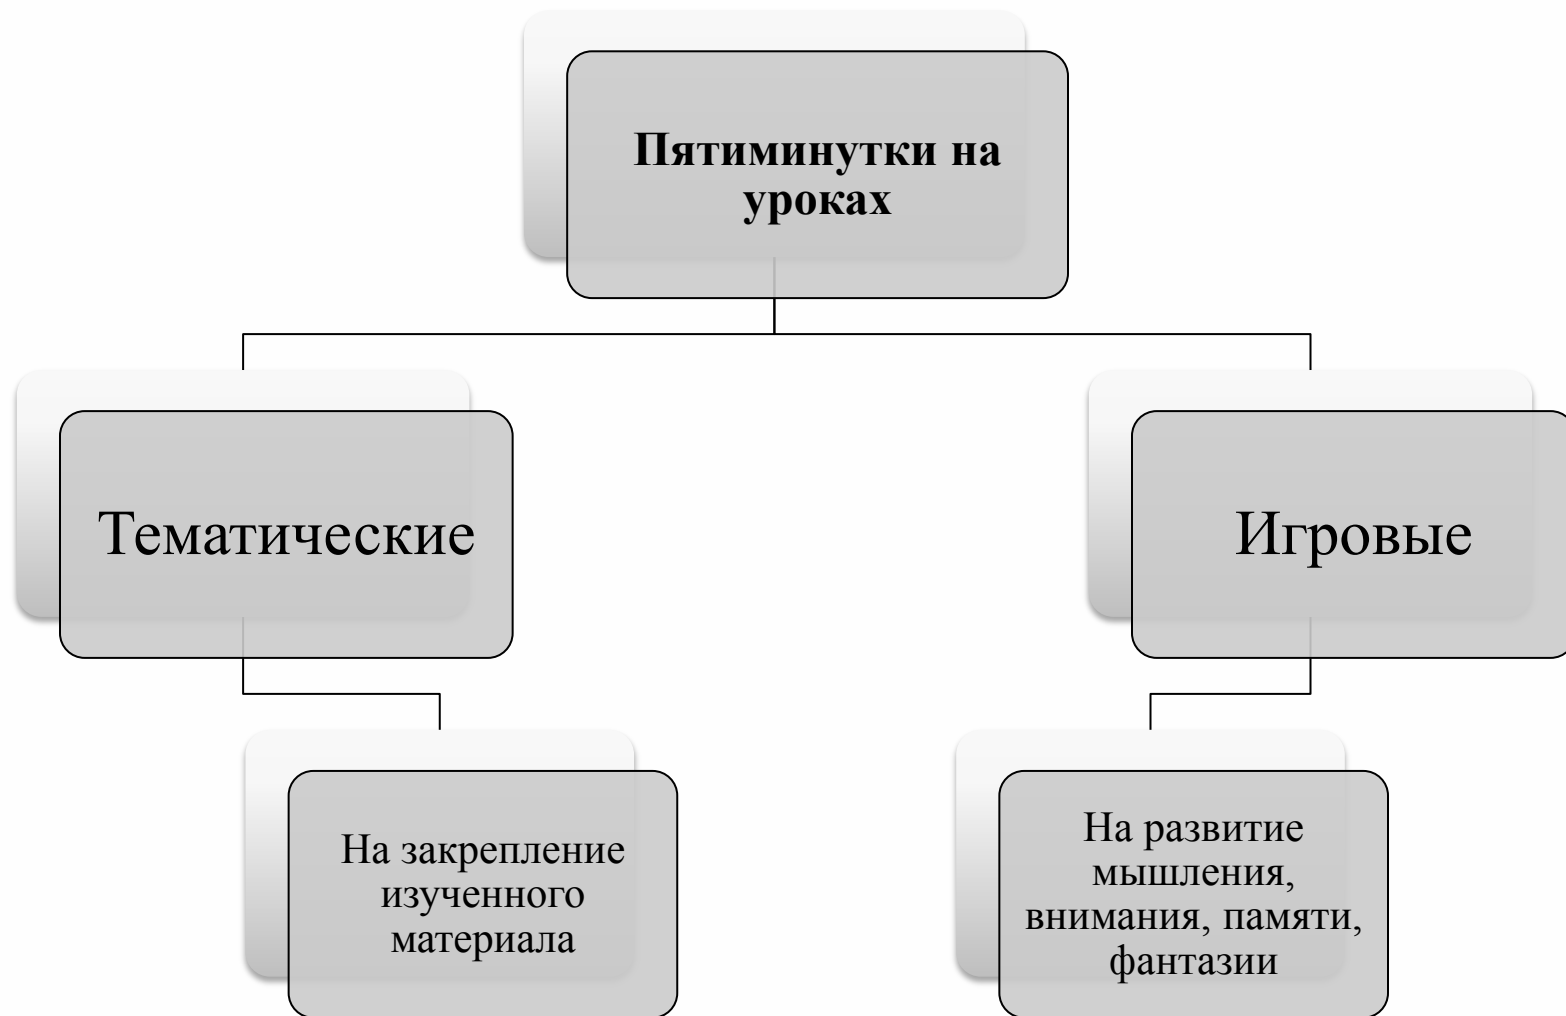 Пятиминутки на
уроках
Тематические
Игровые
На закрепление
изученного
материала
На развитие
мышления,
внимания, памяти,
фантазии